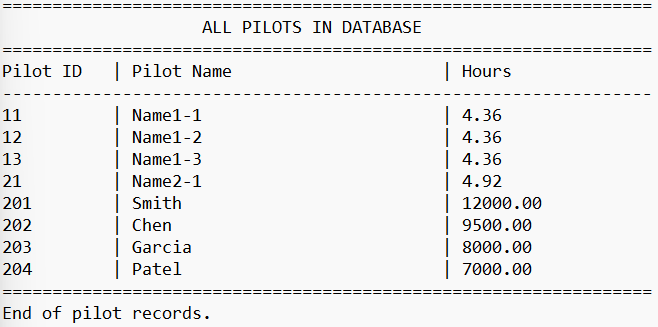 =================================================================
ALL PILOTS IN DATABASE
=================================================================
Pilot ID   | Pilot Name                     | Hours
-----------------------------------------------------------------
11         | Name1-1                        | 4.36
12         | Name1-2                        | 4.36
13         | Name1-3                        | 4.36
21         | Name2-1                        | 4.92
201        | Smith                          | 12000.00
202        | Chen                           | 9500.00
203        | Garcia                         | 8000.00
204        | Patel                          | 7000.00
=================================================================
End of pilot records.